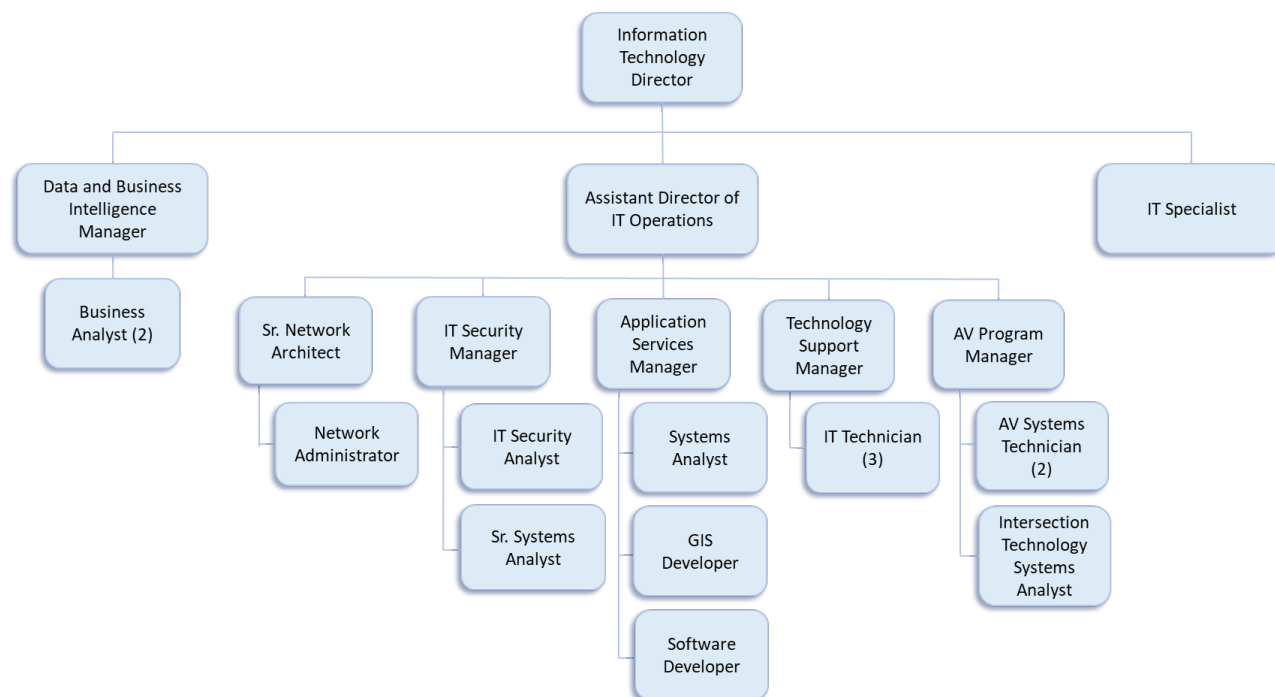 Information
Technology
Director
Data and Business
Intelligence
Manager
Assistant Director of
IT Operations
IT Specialist
Business
Analyst (2)
Sr. Network
Architect
IT Security
Manager
Application
Services
Manager
Technology
Support
Manager
AV Program
Manager
Network
Administrator
IT Security
Analyst
Sr. Systems
Analyst
Systems
Analyst
GIS
Developer
Software
Developer
IT Technician
(3)
AV Systems
Technician
(2)
Intersection
Technology
Systems
Analyst